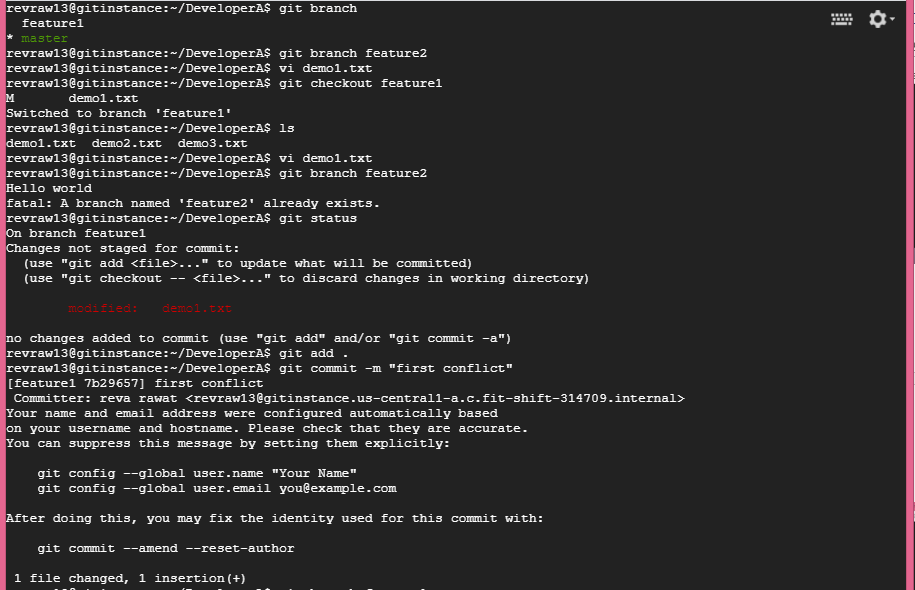 revraw13@gitinstance:~/DeveloperA$ git branch
  feature1
* master
revraw13@gitinstance:~/DeveloperA$ git branch feature2
revraw13@gitinstance:~/DeveloperA$ vi demo1.txt
revraw13@gitinstance:~/DeveloperA$ git checkout feature1
M       demo1.txt
Switched to branch 'feature1'
revraw13@gitinstance:~/DeveloperA$ ls
demo1.txt  demo2.txt  demo3.txt
revraw13@gitinstance:~/DeveloperA$ vi demo1.txt
revraw13@gitinstance:~/DeveloperA$ git branch feature2
Hello world
fatal: A branch named 'feature2' already exists.
revraw13@gitinstance:~/DeveloperA$ git status
On branch feature1
Changes not staged for commit:
  (use "git add <file>..." to update what will be committed)
  (use "git checkout -- <file>..." to discard changes in working directory)
        modified:   demo1.txt
no changes added to commit (use "git add" and/or "git commit -a")
revraw13@gitinstance:~/DeveloperA$ git add .
revraw13@gitinstance:~/DeveloperA$ git commit -m "first conflict"
[feature1 7b29657] first conflict
 Committer: reva rawat <revraw13@gitinstance.us-central1-a.c.fit-shift-314709.internal>
Your name and email address were configured automatically based
on your username and hostname. Please check that they are accurate.
You can suppress this message by setting them explicitly:
    git config --global user.name "Your Name"
    git config --global user.email you@example.com
After doing this, you may fix the identity used for this commit with:
    git commit --amend --reset-author
 1 file changed, 1 insertion(+)